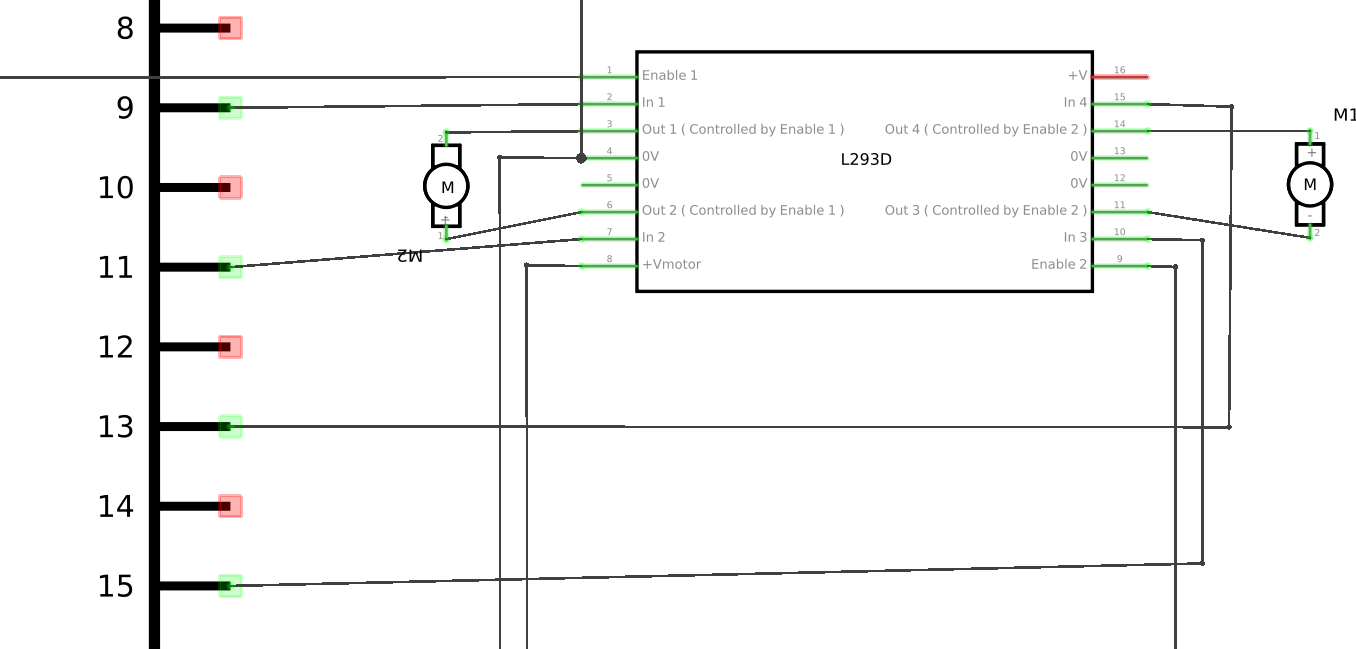 8
9
10
11
12
13
14
15
1 Enable 1
2 In 1
3 Out 1 ( Controlled by Enable 1 )
4 0V
5 0V
6 Out 2 ( Controlled by Enable 1 )
7 In 2
8 +Vmotor
L293D
+V 16
In 4 15
Out 4 ( Controlled by Enable 2 ) 14
0V 13
0V 12
Out 3 ( Controlled by Enable 2 ) 11
In 3 10
Enable 2 9
2
M
+
1
M2
M1
1
+
M
-
2